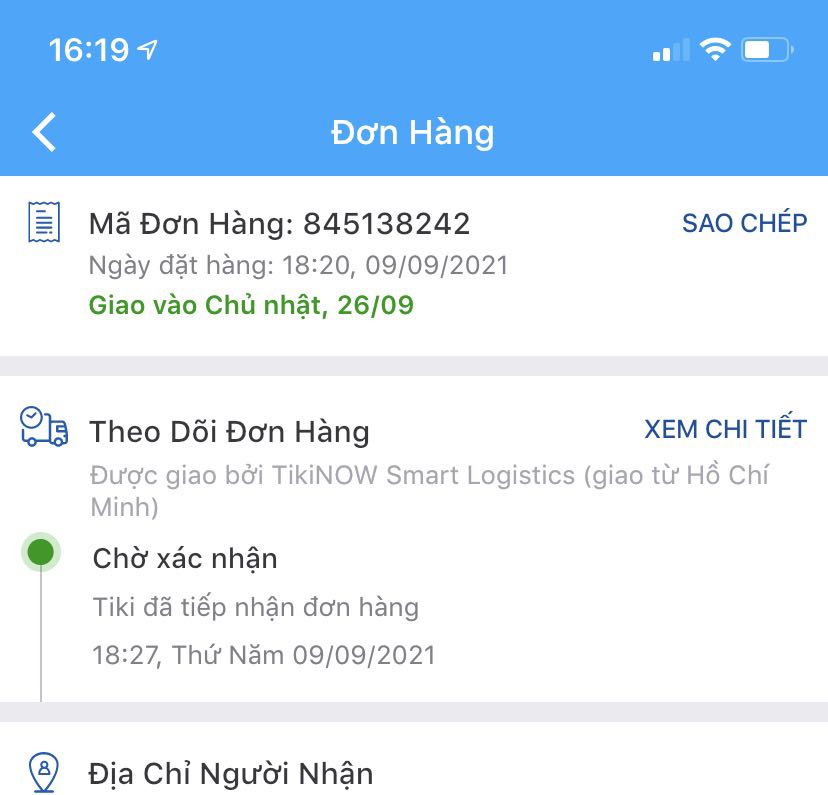 16:19
Đơn Hàng
Mã Đơn Hàng: 845138242
SAO CHÉP
Ngày đặt hàng: 18:20, 09/09/2021
Giao vào Chủ nhật, 26/09
Theo Dõi Đơn Hàng
XEM CHI TIẾT
Được giao bởi TikiNOW Smart Logistics (giao từ Hồ Chí
Minh)
Chờ xác nhận
Tiki đã tiếp nhận đơn hàng
18:27, Thứ Năm 09/09/2021
Địa Chỉ Người Nhận